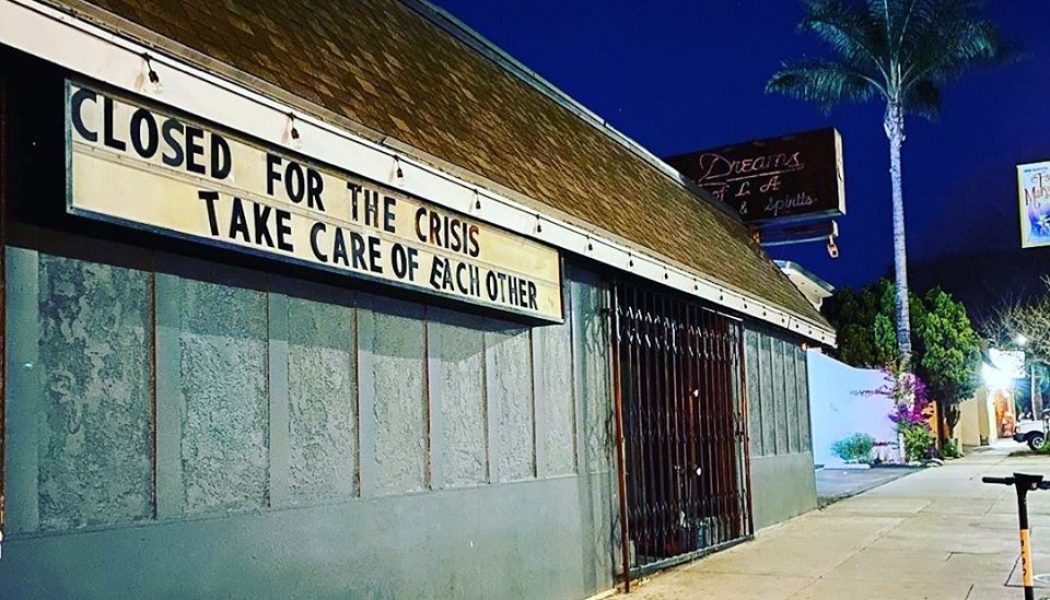 CLOSED FOR THE CRISIS
TAKE CARE OF EACH OTHER
Dreams
of L A
& Spirits